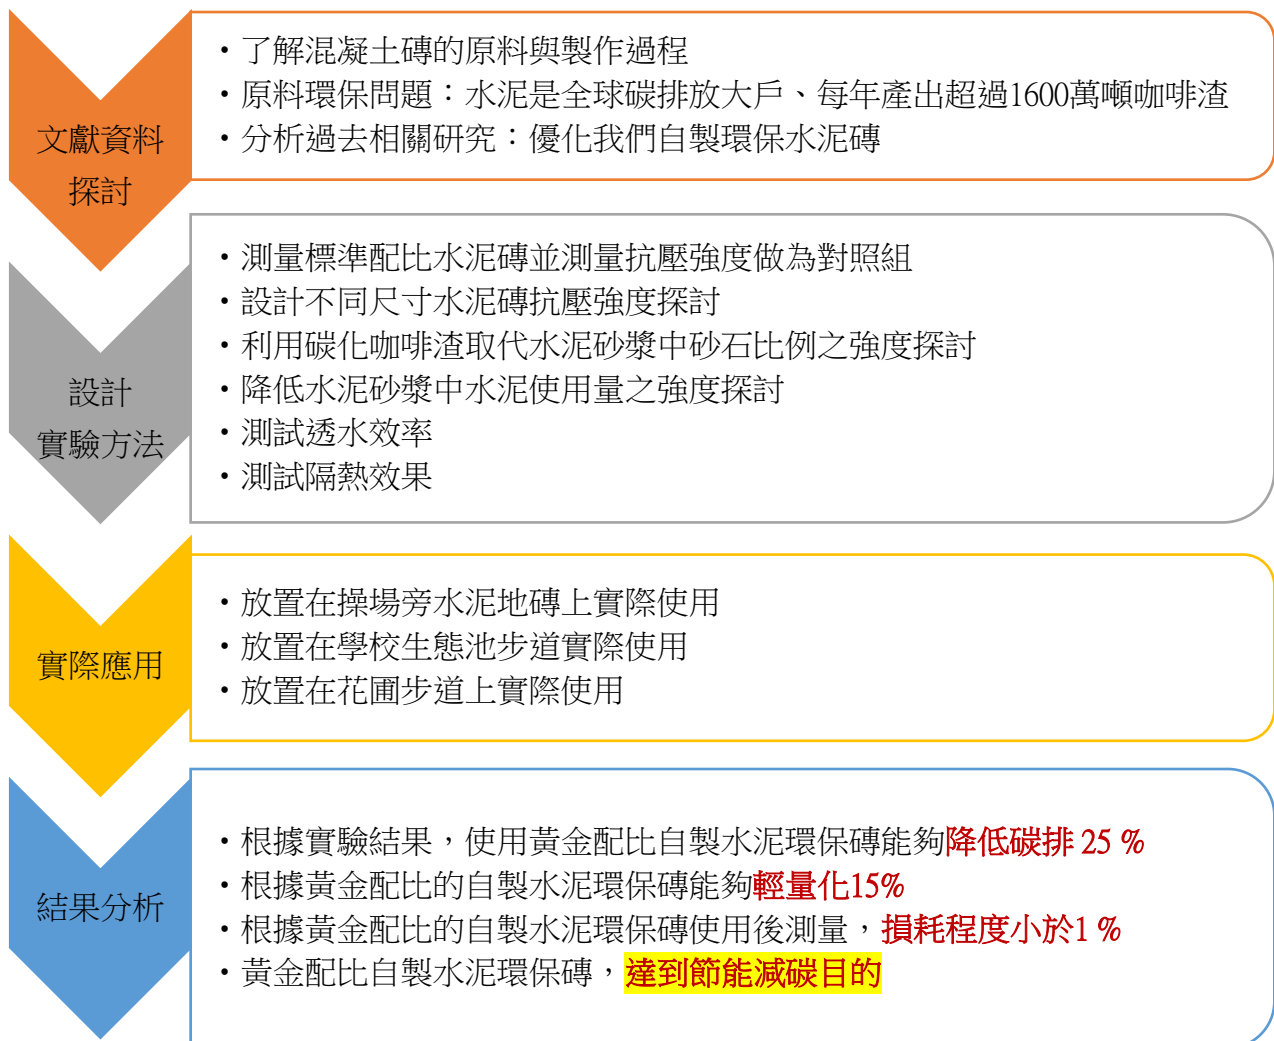 文獻資料
探討
・了解混凝土磚的原料與製作過程
・原料環保問題：水泥是全球碳排放大戶、每年產出超過1600萬噸咖啡渣
・分析過去相關研究：優化我們自製環保水泥磚
設計
實驗方法
・測量標準配比水泥磚並測量抗壓強度做為對照組
・設計不同尺寸水泥磚抗壓強度探討
・利用碳化咖啡渣取代水泥砂漿中砂石比例之強度探討
・降低水泥砂漿中水泥使用量之強度探討
・測試透水效率
・測試隔熱效果
實際應用
・放置在操場旁水泥地磚上實際使用
・放置在學校生態池步道實際使用
・放置在花圃步道上實際使用
結果分析
・根據實驗結果，使用黃金配比自製水泥環保磚能夠降低碳排 25 %
・根據黃金配比的自製水泥環保磚能夠輕量化15%
・根據黃金配比的自製水泥環保磚使用後測量，損耗程度小於1 %
・黃金配比自製水泥環保磚，達到節能減碳目的